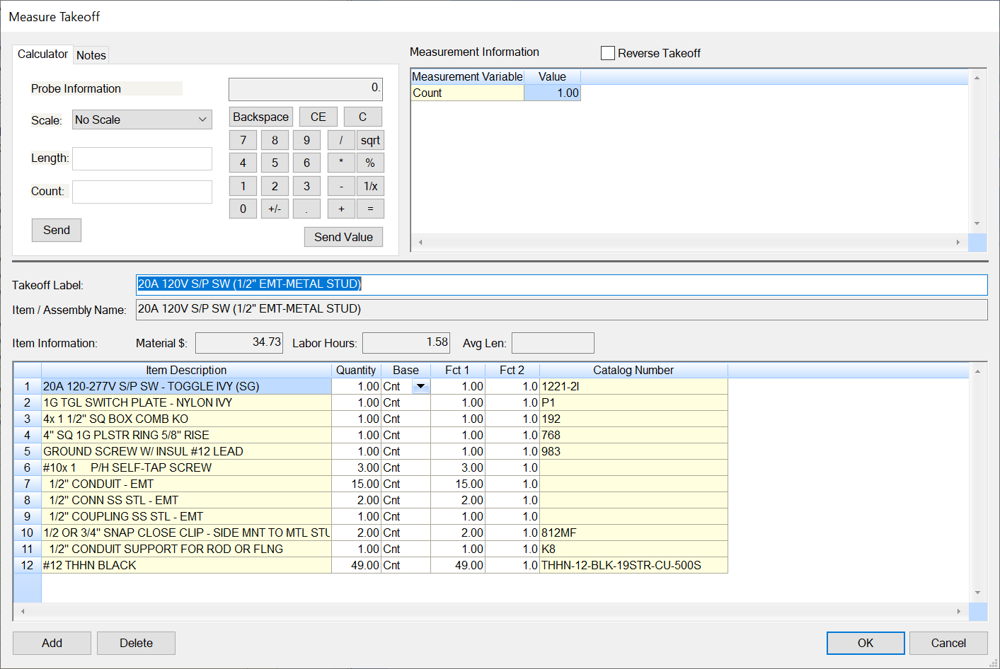 Measure Takeoff
Calculator Notes
Probe Information
Scale: No Scale
Length:
Count:
Send
0.
Backspace CE C
7 8 9 / sqrt
4 5 6 * %
1 2 3 - 1/x
0 +/- . + =
Send Value
Measurement Information Reverse Takeoff
Measurement Variable Value
Count 1.00
Takeoff Label: 20A 120V S/P SW (1/2" EMT-METAL STUD)
Item / Assembly Name: 20A 120V S/P SW (1/2" EMT-METAL STUD)
Item Information: Material $: 34.73 Labor Hours: 1.58 Avg Len:
Item Description Quantity Base Fct 1 Fct 2 Catalog Number
1 20A 120-277V S/P SW - TOGGLE IVY (SG) 1.00 Cnt 1.00 1.0 1221-2I
2 1G TGL SWITCH PLATE - NYLON IVY 1.00 Cnt 1.00 1.0 P1
3 4x 1 1/2" SQ BOX COMB KO 1.00 Cnt 1.00 1.0 192
4 4" SQ 1G PLSTR RING 5/8" RISE 1.00 Cnt 1.00 1.0 768
5 GROUND SCREW W/ INSUL #12 LEAD 1.00 Cnt 1.00 1.0 983
6 #10x 1 P/H SELF-TAP SCREW 3.00 Cnt 3.00 1.0
7 1/2" CONDUIT - EMT 15.00 Cnt 15.00 1.0
8 1/2" CONN SS STL - EMT 2.00 Cnt 2.00 1.0
9 1/2" COUPLING SS STL - EMT 1.00 Cnt 1.00 1.0
10 1/2 OR 3/4" SNAP CLOSE CLIP - SIDE MNT TO MTL STU 2.00 Cnt 2.00 1.0 812MF
11 1/2" CONDUIT SUPPORT FOR ROD OR FLNG 1.00 Cnt 1.00 1.0 K8
12 #12 THHN BLACK 49.00 Cnt 49.00 1.0 THHN-12-BLK-19STR-CU-500S
Add Delete OK Cancel